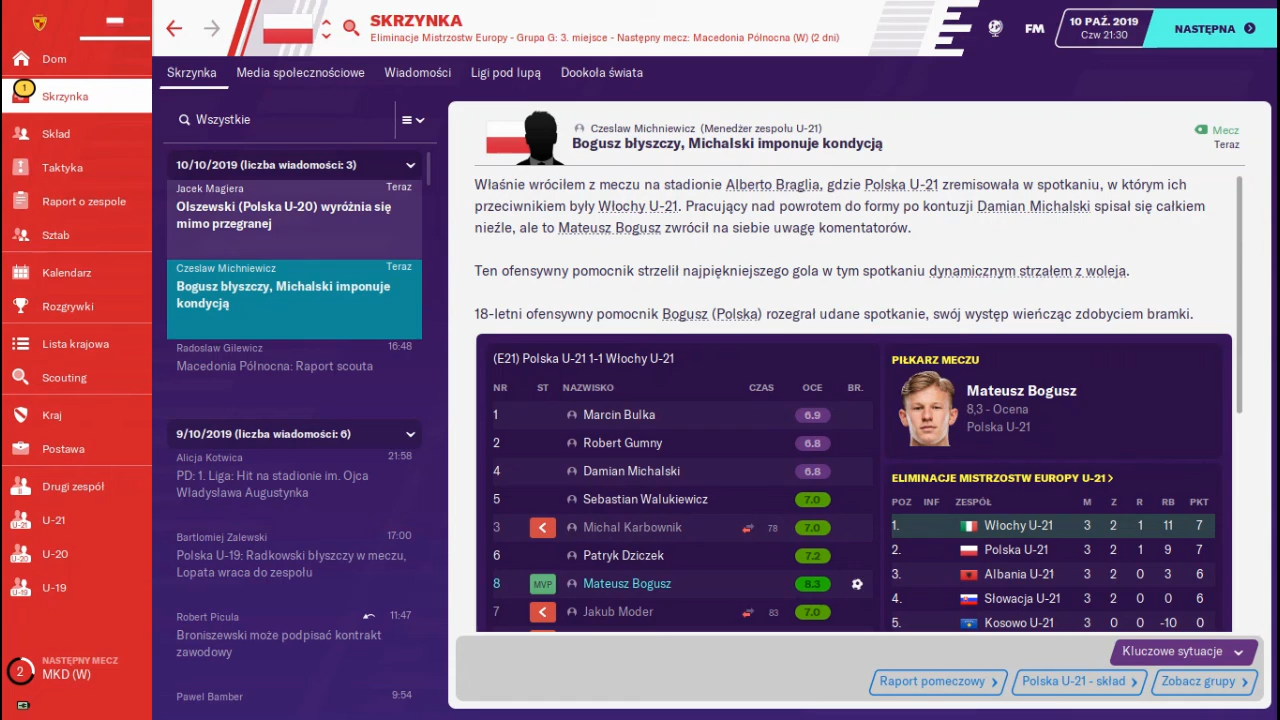 SKRZYNKA
Eliminacje Mistrzostw Europy - Grupa G: 3. miejsce - Następny mecz: Macedonia Północna (W) (2 dni)
FM
10 PAŹ. 2019
Czw 21:30
NASTĘPNA
Dom
1
Skrzynka
Skład
Taktyka
Raport o zespole
Sztab
Kalendarz
Rozgrywki
Lista krajowa
Scouting
Kraj
Postawa
Drugi zespół
U-21
U-21
U-20
U-20
U-19
U-19
2
NASTĘPNY MECZ
MKD (W)
Skrzynka
Media społecznościowe
Wiadomości
Ligi pod lupą
Dookoła świata
Wszystkie
10/10/2019 (liczba wiadomości: 3)
Jacek Magiera
Teraz
Olszewski (Polska U-20) wyróżnia się
mimo przegranej
Czeslaw Michniewicz
Teraz
Bogusz błyszczy, Michalski imponuje
kondycją
Radoslaw Gilewicz
16:48
Macedonia Północna: Raport scouta
9/10/2019 (liczba wiadomości: 6)
Alicja Kotwica
21:58
PD: 1. Liga: Hit na stadionie im. Ojca
Władysława Augustynka
Bartlomiej Zalewski
17:00
Polska U-19: Radkowski błyszczy w meczu,
Lopata wraca do zespołu
Robert Picula
11:47
Broniszewski może podpisać kontrakt
zawodowy
Pawel Bamber
9:54
Czeslaw Michniewicz (Menedżer zespołu U-21)
Bogusz błyszczy, Michalski imponuje kondycją
Mecz
Teraz
Właśnie wróciłem z meczu na stadionie Alberto Braglia, gdzie Polska U-21 zremisowała w spotkaniu, w którym ich
przeciwnikiem były Włochy U-21. Pracujący nad powrotem do formy po kontuzji Damian Michalski spisał się całkiem
nieźle, ale to Mateusz Bogusz zwrócił na siebie uwagę komentatorów.
Ten ofensywny pomocnik strzelił najpiękniejszego gola w tym spotkaniu dynamicznym strzałem z woleja.
18-letni ofensywny pomocnik Bogusz (Polska) rozegrał udane spotkanie, swój występ wieńcząc zdobyciem bramki.
(E21) Polska U-21 1-1 Włochy U-21
NR ST NAZWISKO CZAS OCE BR.
1 Marcin Bulka 6.9
2 Robert Gumny 6.8
4 Damian Michalski 6.8
5 Sebastian Walukiewicz 7.0
3 Michal Karbownik 78 7.0
6 Patryk Dziczek 7.2
8 MVP Mateusz Bogusz 8.3
7 Jakub Moder 83 7.0
PIŁKARZ MECZU
Mateusz Bogusz
8,3 - Ocena
Polska U-21
ELIMINACJE MISTRZOSTW EUROPY U-21
POZ INF ZESPÓŁ M Z R RB PKT
1. Włochy U-21 3 2 1 11 7
2. Polska U-21 3 2 1 9 7
3. Albania U-21 3 2 0 3 6
4. Słowacja U-21 3 2 0 0 6
5. Kosowo U-21 3 0 0 -10 0
Kluczowe sytuacje
Raport pomeczowy
Polska U-21 - skład
Zobacz grupy